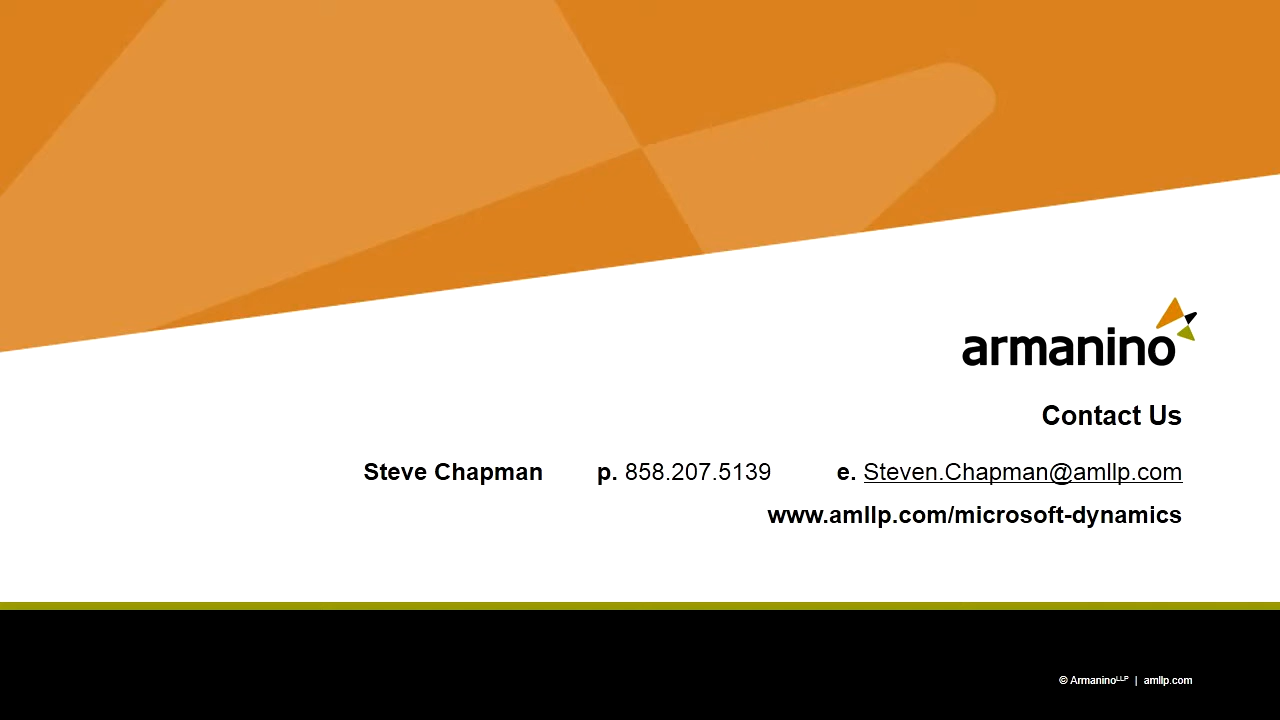 armanino
Contact Us
Steve Chapman p. 858.207.5139 e. Steven.Chapman@amllp.com
www.amllp.com/microsoft-dynamics
© ArmaninoLLP | amllp.com